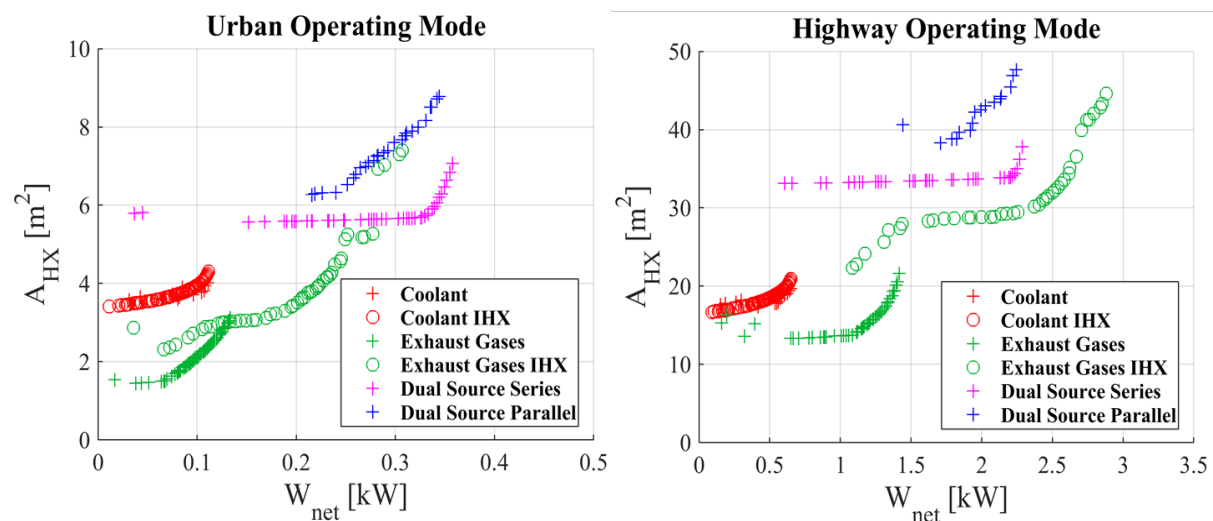 Urban Operating Mode
10
8
6
4
2
0
0
0.1
0.2
0.3
0.4
0.5
A_HX [m²]
W_net [kW]
Coolant
Coolant IHX
Exhaust Gases
Exhaust Gases IHX
Dual Source Series
Dual Source Parallel
Highway Operating Mode
50
40
30
20
10
0
0
0.5
1
1.5
2
2.5
3
3.5
A_HX [m²]
W_net [kW]
Coolant
Coolant IHX
Exhaust Gases
Exhaust Gases IHX
Dual Source Series
Dual Source Parallel